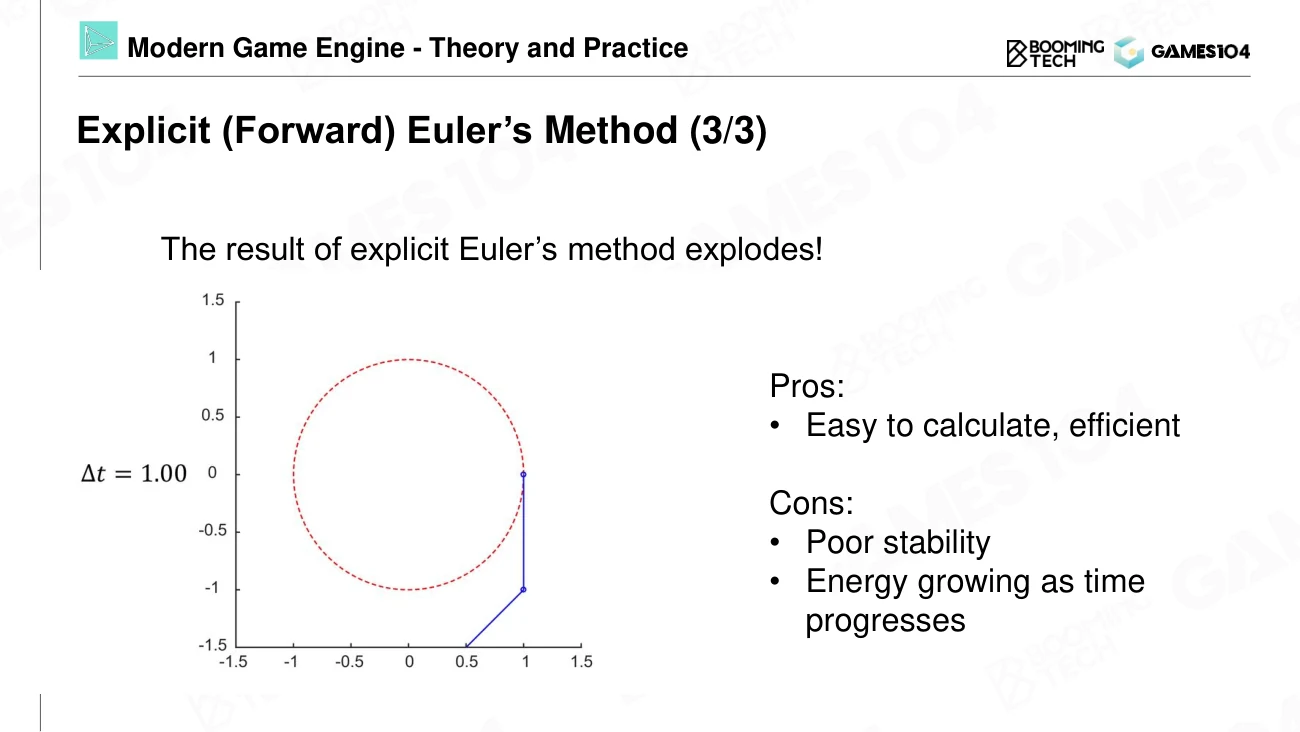 Modern Game Engine - Theory and Practice
BOOMING
TECH
GAMES104
Explicit (Forward) Euler’s Method (3/3)
The result of explicit Euler’s method explodes!
1.5
1
0.5
Δt = 1.00
0
-0.5
-1
-1.5
-1.5 -1 -0.5 0 0.5 1 1.5
Pros:
• Easy to calculate, efficient
Cons:
• Poor stability
• Energy growing as time
progresses